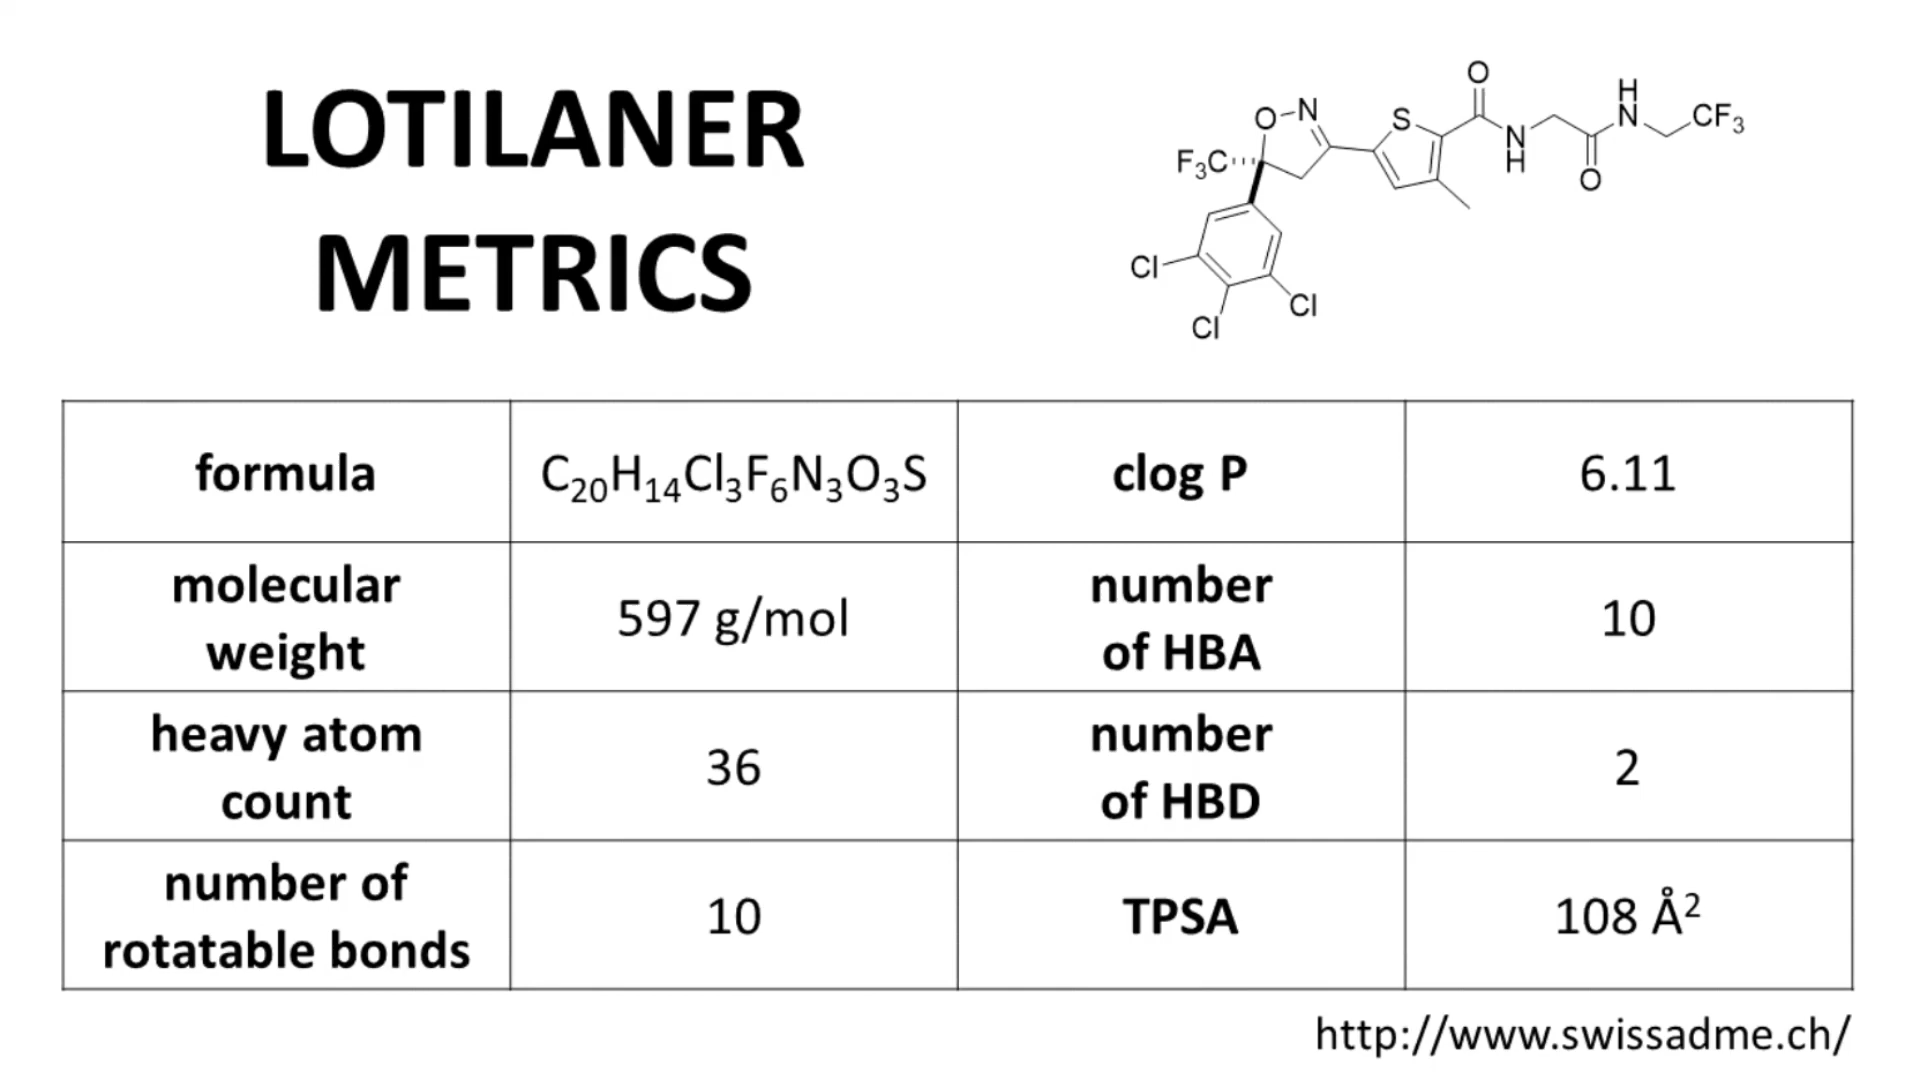 LOTILANER
METRICS
O
H
N
CF₃
O
N
S
N
H
O
F₃C
Cl
Cl
Cl
formula
C₂₀H₁₄Cl₃F₆N₃O₃S
clog P
6.11
molecular
weight
597 g/mol
number
of HBA
10
heavy atom
count
36
number
of HBD
2
number of
rotatable bonds
10
TPSA
108 Å²
http://www.swissadme.ch/